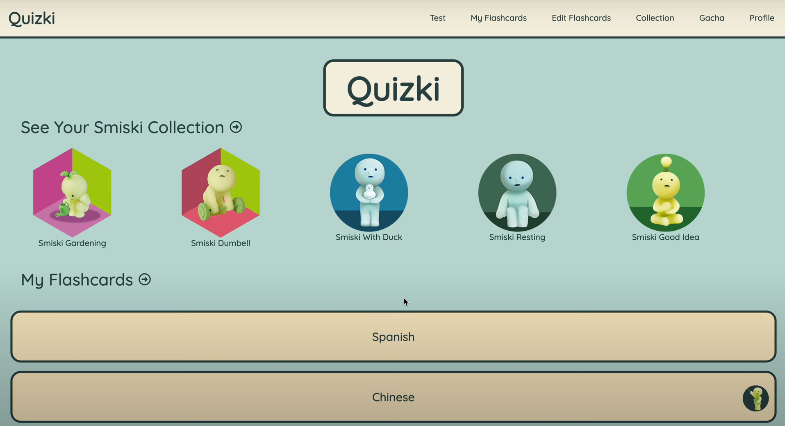 Quizki
Test My Flashcards Edit Flashcards Collection Gacha Profile
Quizki
See Your Smiski Collection
Smiski Gardening Smiski Dumbell Smiski With Duck Smiski Resting Smiski Good Idea
My Flashcards
Spanish
Chinese